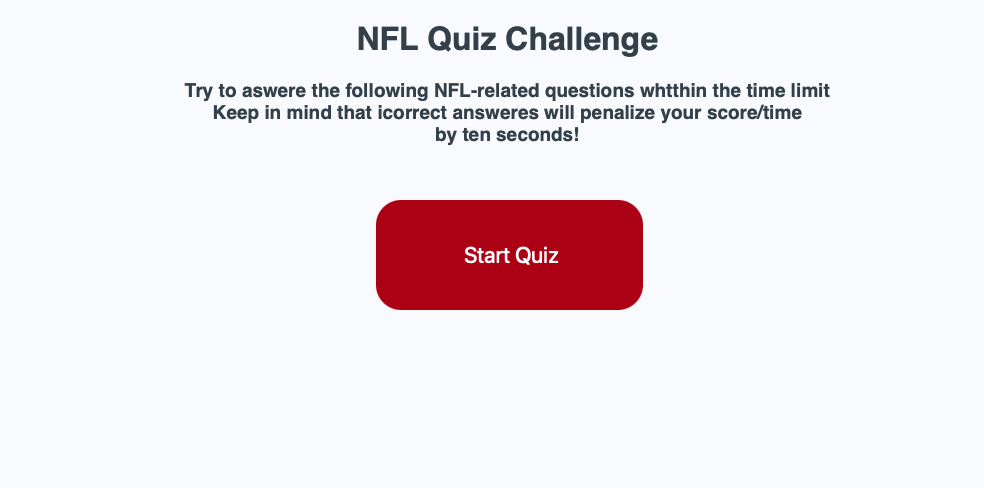 NFL Quiz Challenge
Try to aswere the following NFL-related questions whtthin the time limit
Keep in mind that icorrect answeres will penalize your score/time
by ten seconds!
Start Quiz